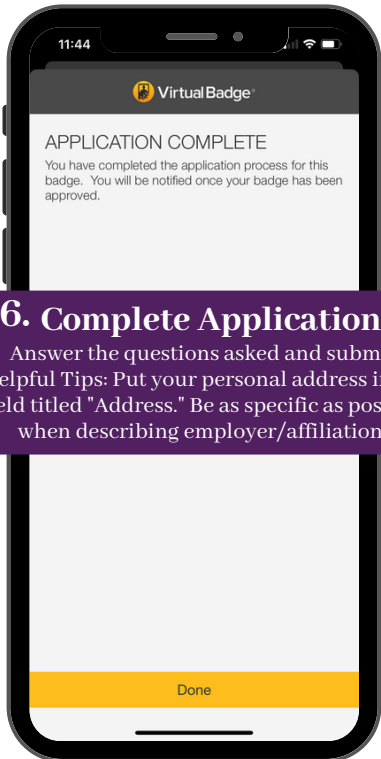 11:44
Virtual Badge
APPLICATION COMPLETE
You have completed the application process for this
badge. You will be notified once your badge has been
approved.
6. Complete Application
Answer the questions asked and subm
elpful Tips: Put your personal address i
eld titled "Address." Be as specific as pos
when describing employer/affiliation
Done